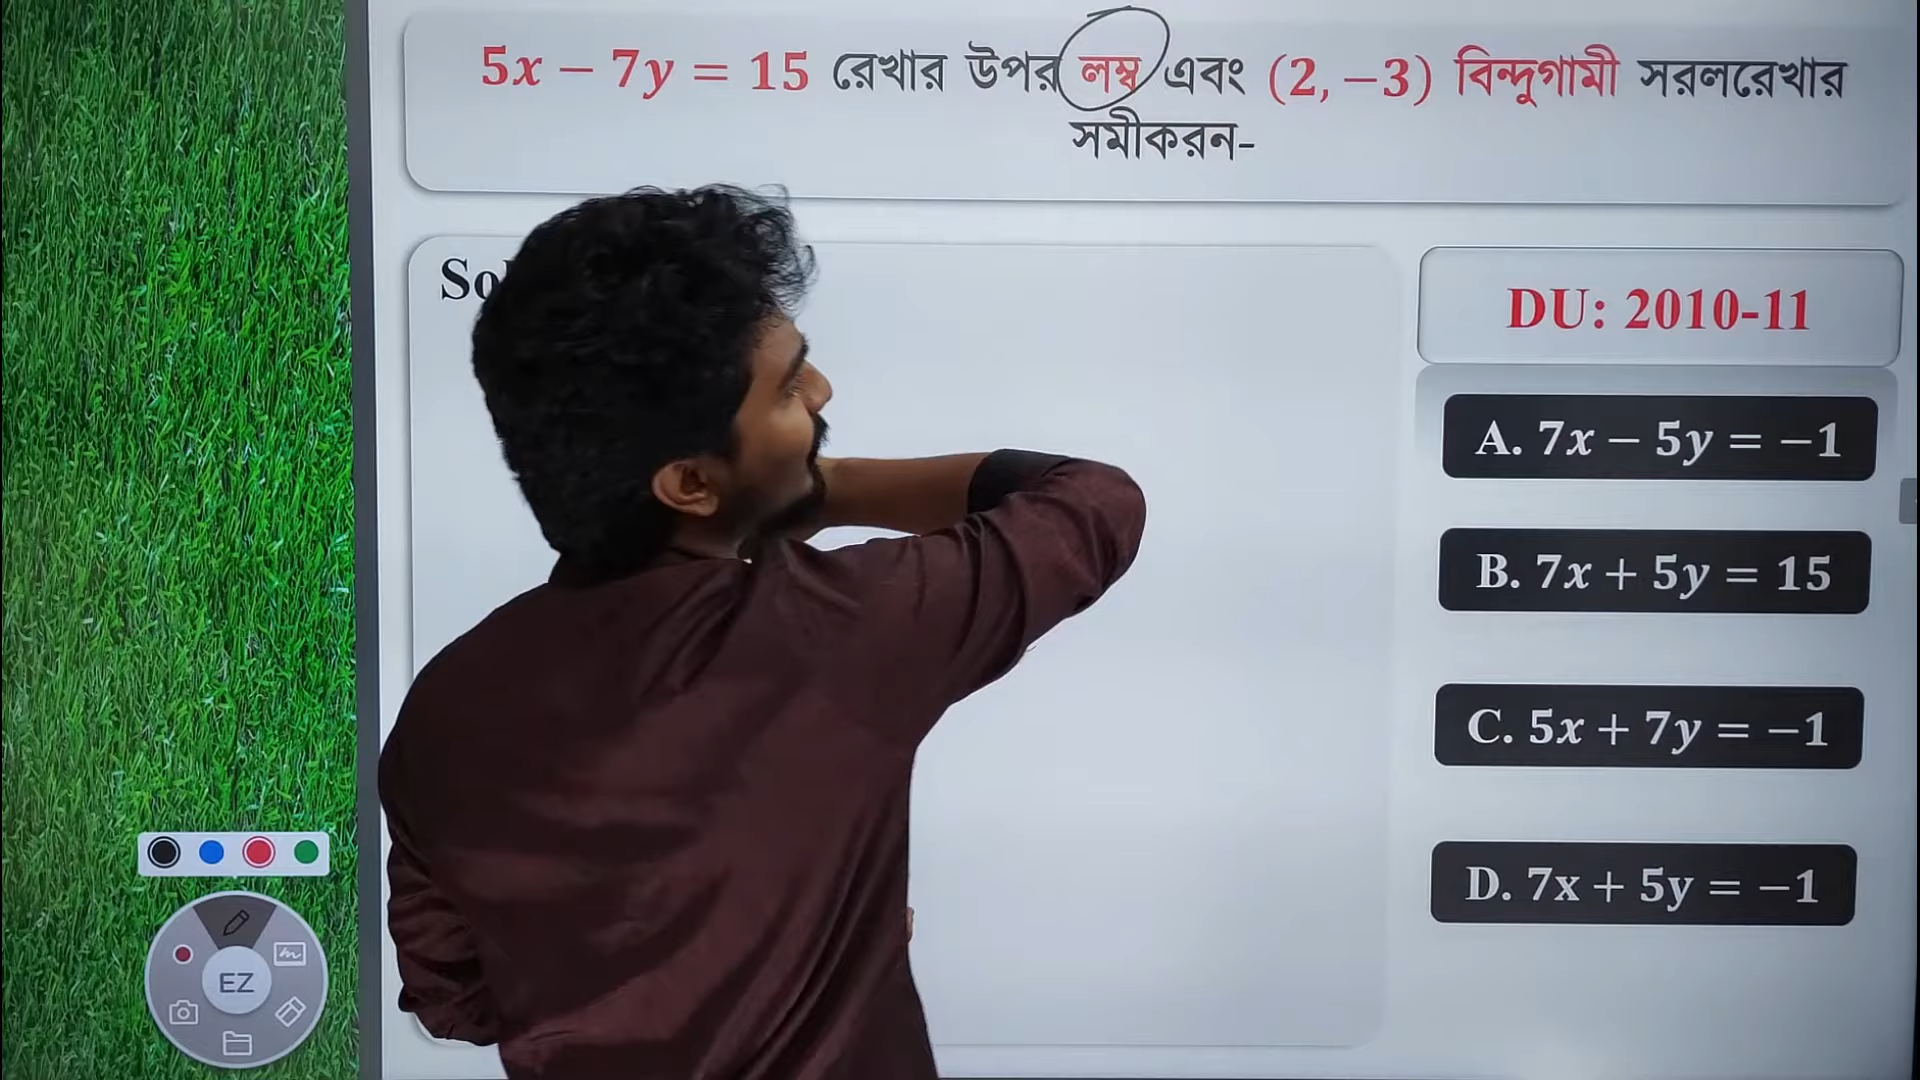 5x − 7y = 15 রেখার উপর লম্ব এবং (2, −3) বিন্দুগামী সরলরেখার
সমীকরন-
DU: 2010-11
A. 7x − 5y = −1
B. 7x + 5y = 15
C. 5x + 7y = −1
D. 7x + 5y = −1
EZ